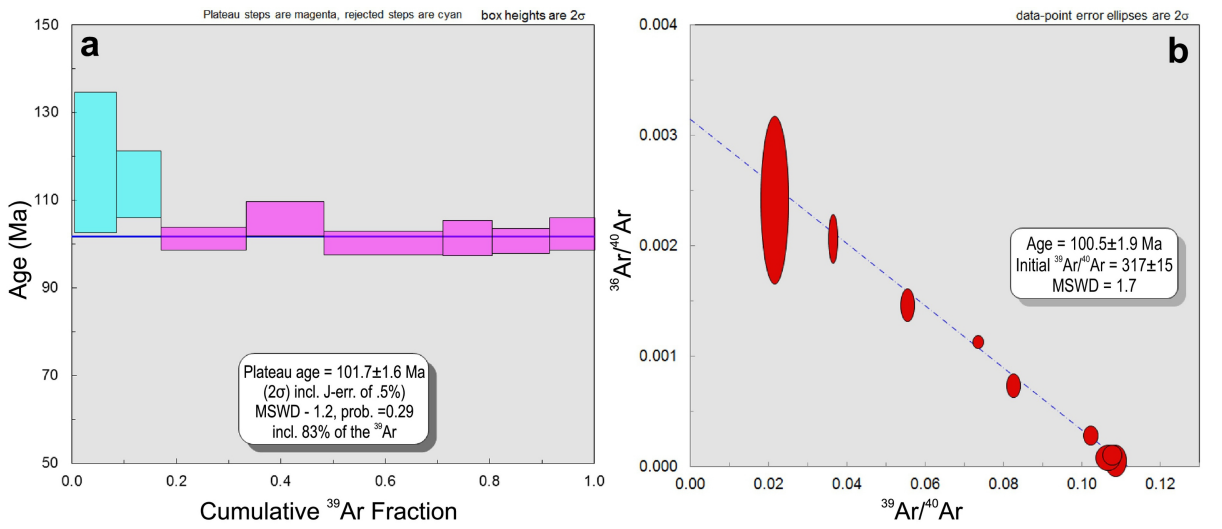 Plateau steps are magenta, rejected steps are cyan box heights are 2σ
a
150
130
110
90
70
50
Age (Ma)
Plateau age = 101.7±1.6 Ma
(2σ) incl. J-err. of .5%)
MSWD - 1.2, prob. =0.29
incl. 83% of the ³⁹Ar
0.0 0.2 0.4 0.6 0.8 1.0
Cumulative ³⁹Ar Fraction
data-point error ellipses are 2σ
b
0.004
0.003
0.002
0.001
0.000
³⁶Ar/⁴⁰Ar
Age = 100.5±1.9 Ma
Initial ³⁹Ar/⁴⁰Ar = 317±15
MSWD = 1.7
0.00 0.02 0.04 0.06 0.08 0.10 0.12
³⁹Ar/⁴⁰Ar